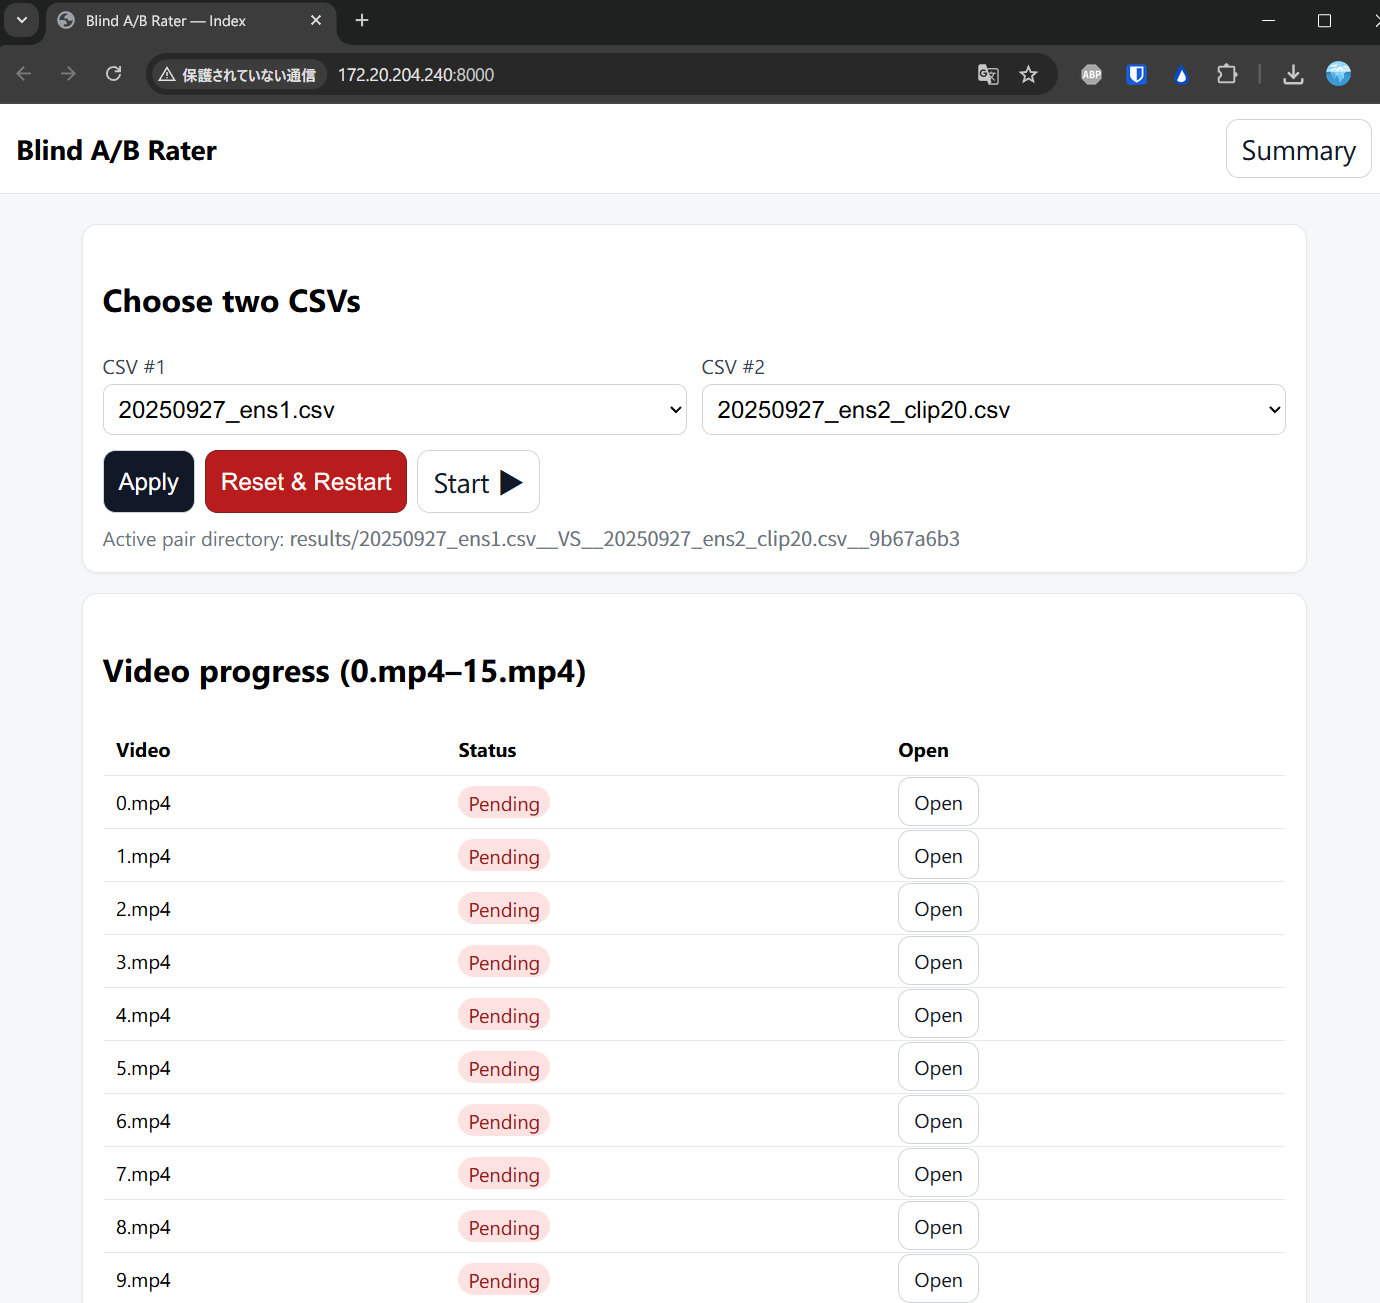 Blind A/B Rater — Index
保護されていない通信 172.20.204.240:8000
ABP
Blind A/B Rater
Summary
Choose two CSVs
CSV #1
CSV #2
20250927_ens1.csv
20250927_ens2_clip20.csv
Apply
Reset & Restart
Start ▶
Active pair directory: results/20250927_ens1.csv__VS__20250927_ens2_clip20.csv__9b67a6b3
Video progress (0.mp4–15.mp4)
Video Status Open
0.mp4 Pending Open
1.mp4 Pending Open
2.mp4 Pending Open
3.mp4 Pending Open
4.mp4 Pending Open
5.mp4 Pending Open
6.mp4 Pending Open
7.mp4 Pending Open
8.mp4 Pending Open
9.mp4 Pending Open